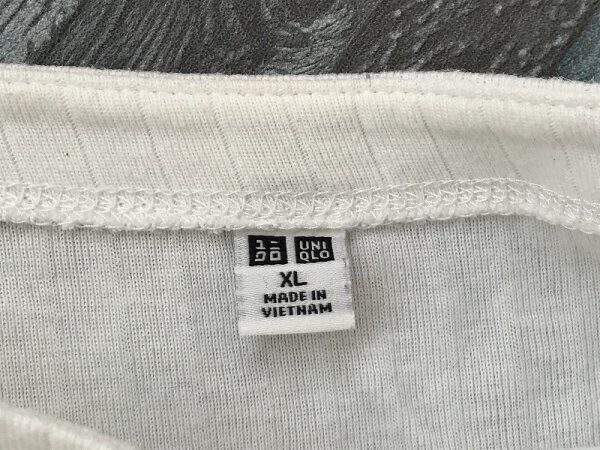 ユニ UNI
クロ QLO
XL
MADE IN
VIETNAM